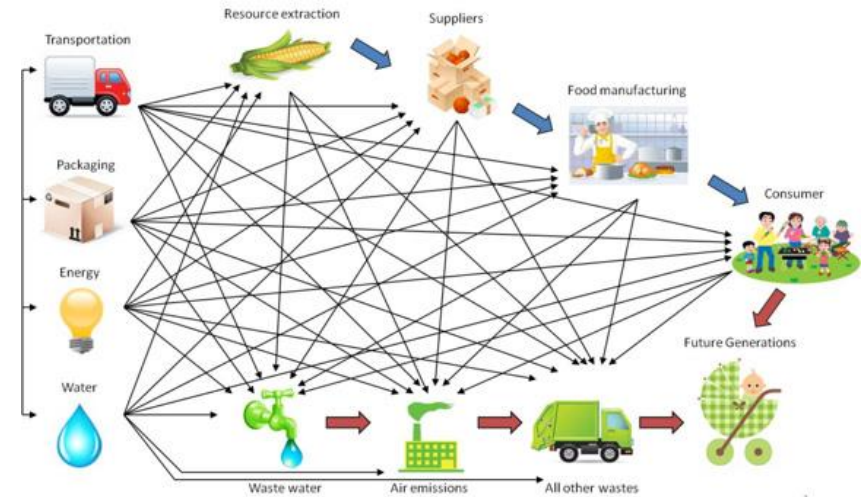 Resource extraction
Suppliers
Transportation
Food manufacturing
Packaging
Consumer
Energy
Future Generations
Water
Waste water
Air emissions
All other wastes